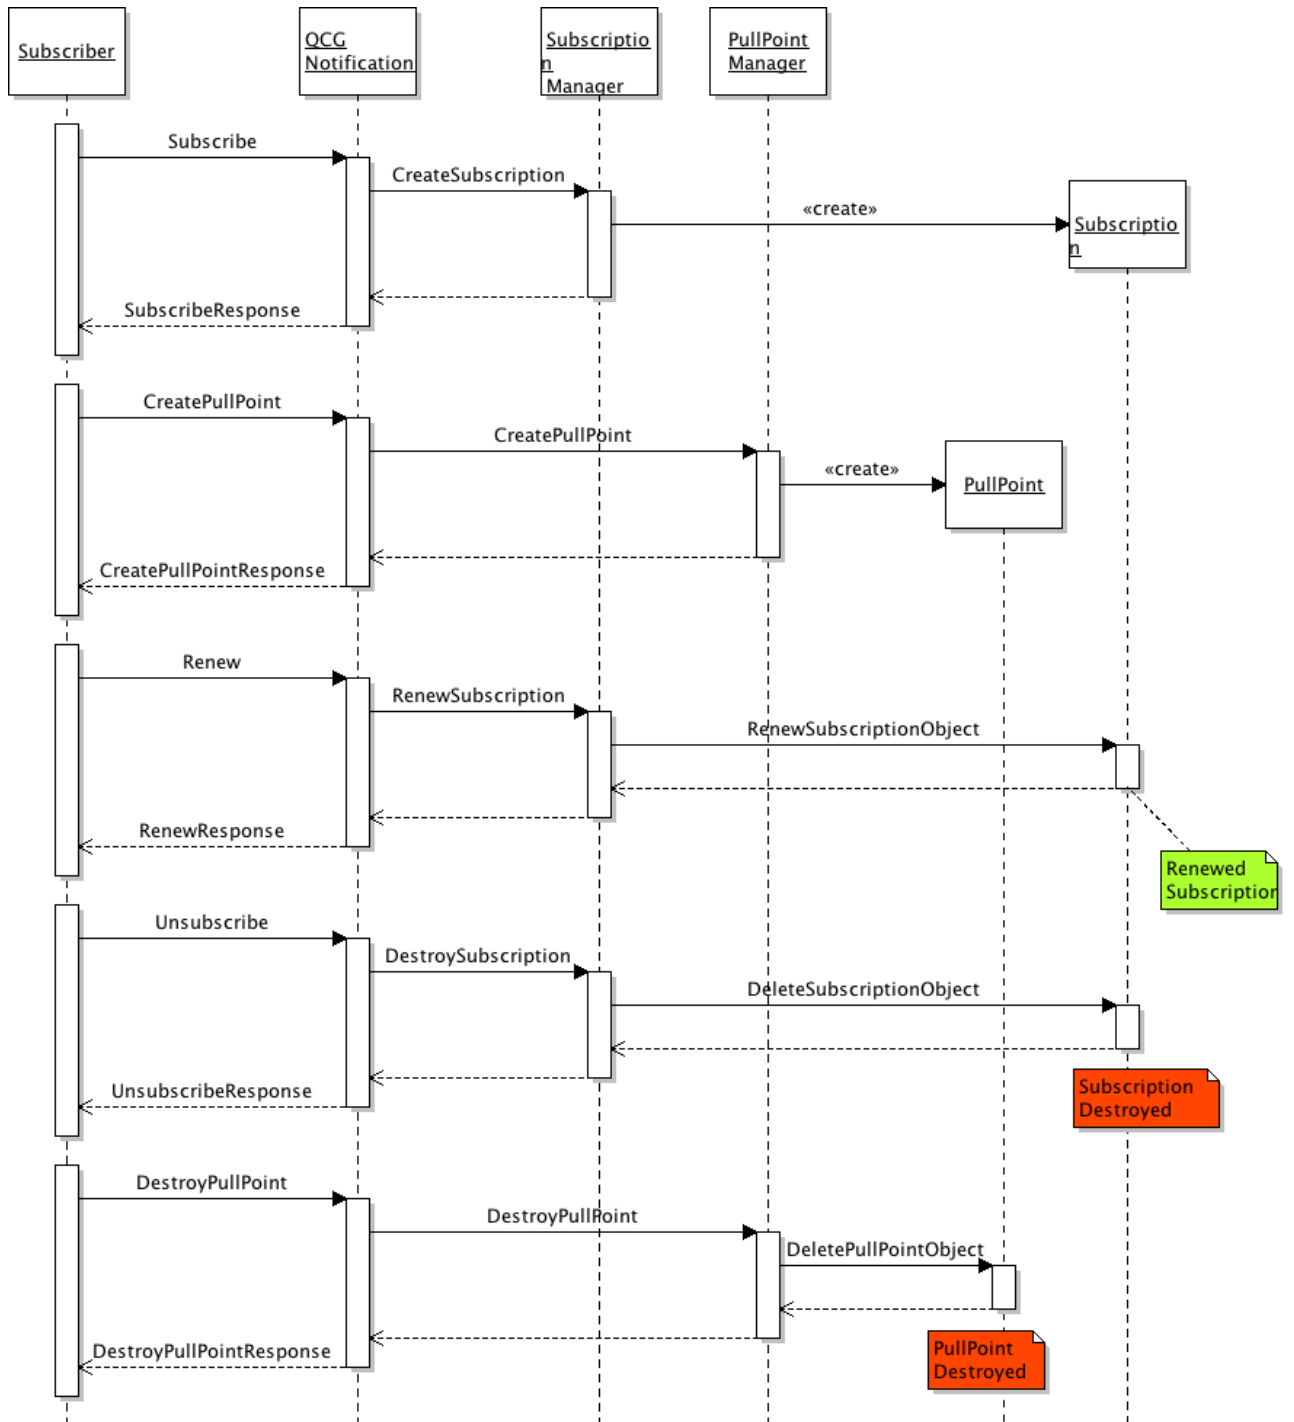 Subscriber
QCG
Notification
Subscriptio
n
Manager
PullPoint
Manager
Subscribe
CreateSubscription
«create»
Subscriptio
n
SubscribeResponse
CreatePullPoint
CreatePullPoint
«create»
PullPoint
CreatePullPointResponse
Renew
RenewSubscription
RenewSubscriptionObject
RenewResponse
Renewed
Subscription
Unsubscribe
DestroySubscription
DeleteSubscriptionObject
UnsubscribeResponse
Subscription
Destroyed
DestroyPullPoint
DestroyPullPoint
DeletePullPointObject
DestroyPullPointResponse
PullPoint
Destroyed